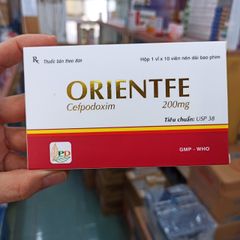 Rx Thuốc bán theo đơn
Hộp 1 vỉ x 10 viên nén dài bao phim
ORIENTFE
Cefpodoxim 200mg
Tiêu chuẩn: USP 38
PD
GMP - WHO